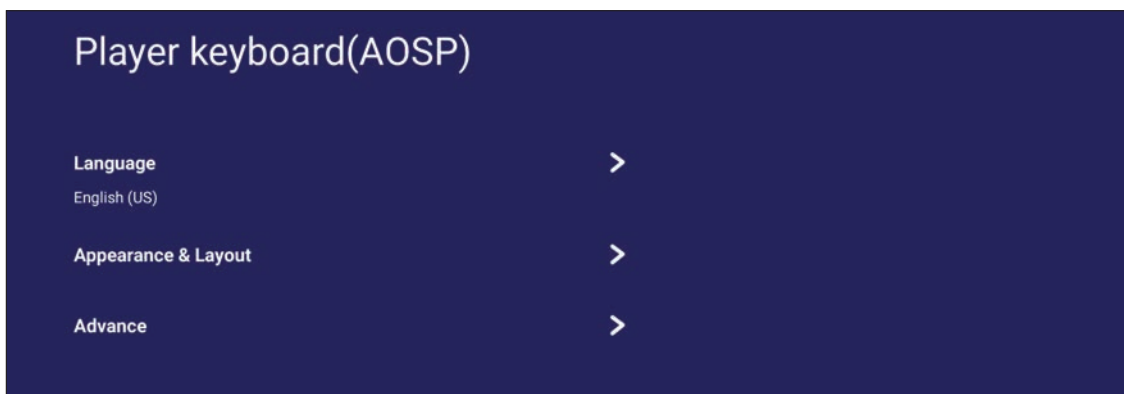 Player keyboard(AOSP)
Language
English (US)
Appearance & Layout
Advance